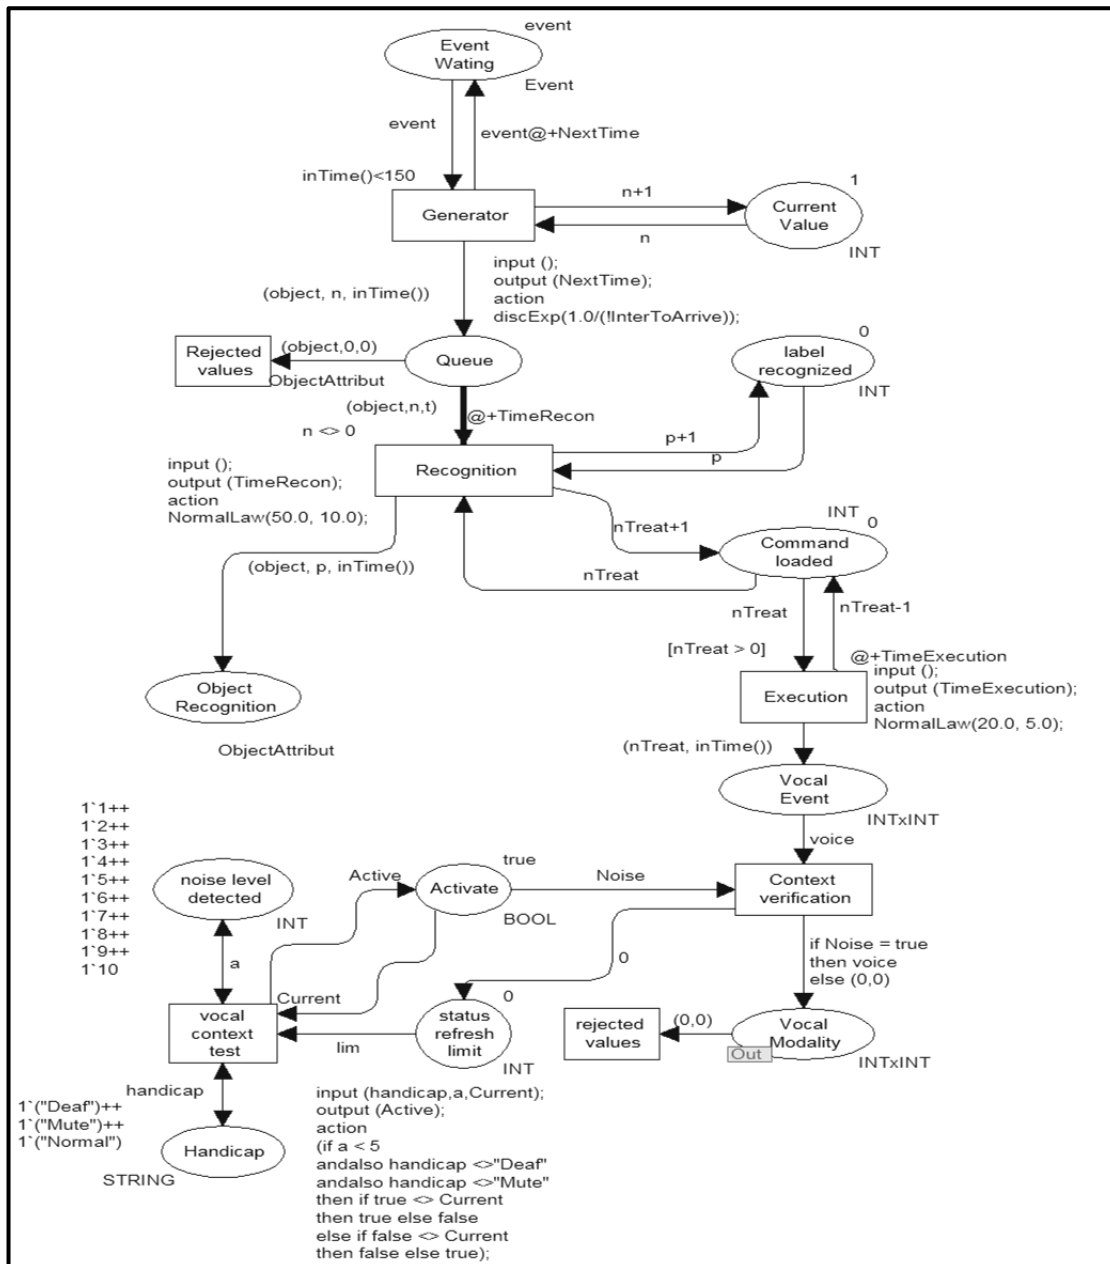 event
Event
Wating
Event
event
event@+NextTime
inTime()<150
Generator
n+1
n
1
Current
Value
INT
input ();
output (NextTime);
action
discExp(1.0/(!InterToArrive));
(object, n, inTime())
Rejected
values
(object,0,0)
ObjectAttribut
Queue
0
label
recognized
INT
(object,n,t)
@+TimeRecon
n <> 0
p+1
p
Recognition
input ();
output (TimeRecon);
action
NormalLaw(50.0, 10.0);
nTreat+1
INT
0
Command
loaded
nTreat
(object, p, inTime())
nTreat
nTreat-1
[nTreat > 0]
@+TimeExecution
input ();
output (TimeExecution);
action
NormalLaw(20.0, 5.0);
Execution
Object
Recognition
ObjectAttribut
(nTreat, inTime())
Vocal
Event
INTxINT
voice
1`1++
1`2++
1`3++
1`4++
1`5++
1`6++
1`7++
1`8++
1`9++
1`10
noise level
detected
INT
Active
true
Activate
BOOL
Noise
Context
verification
a
Current
0
if Noise = true
then voice
else (0,0)
vocal
context
test
lim
0
status
refresh
limit
INT
rejected
values
(0,0)
Vocal
Modality
Out
INTxINT
handicap
1`("Deaf")++
1`("Mute")++
1`("Normal")
Handicap
STRING
input (handicap,a,Current);
output (Active);
action
(if a < 5
andalso handicap <>"Deaf"
andalso handicap <>"Mute"
then if true <> Current
then true else false
else if false <> Current
then false else true);